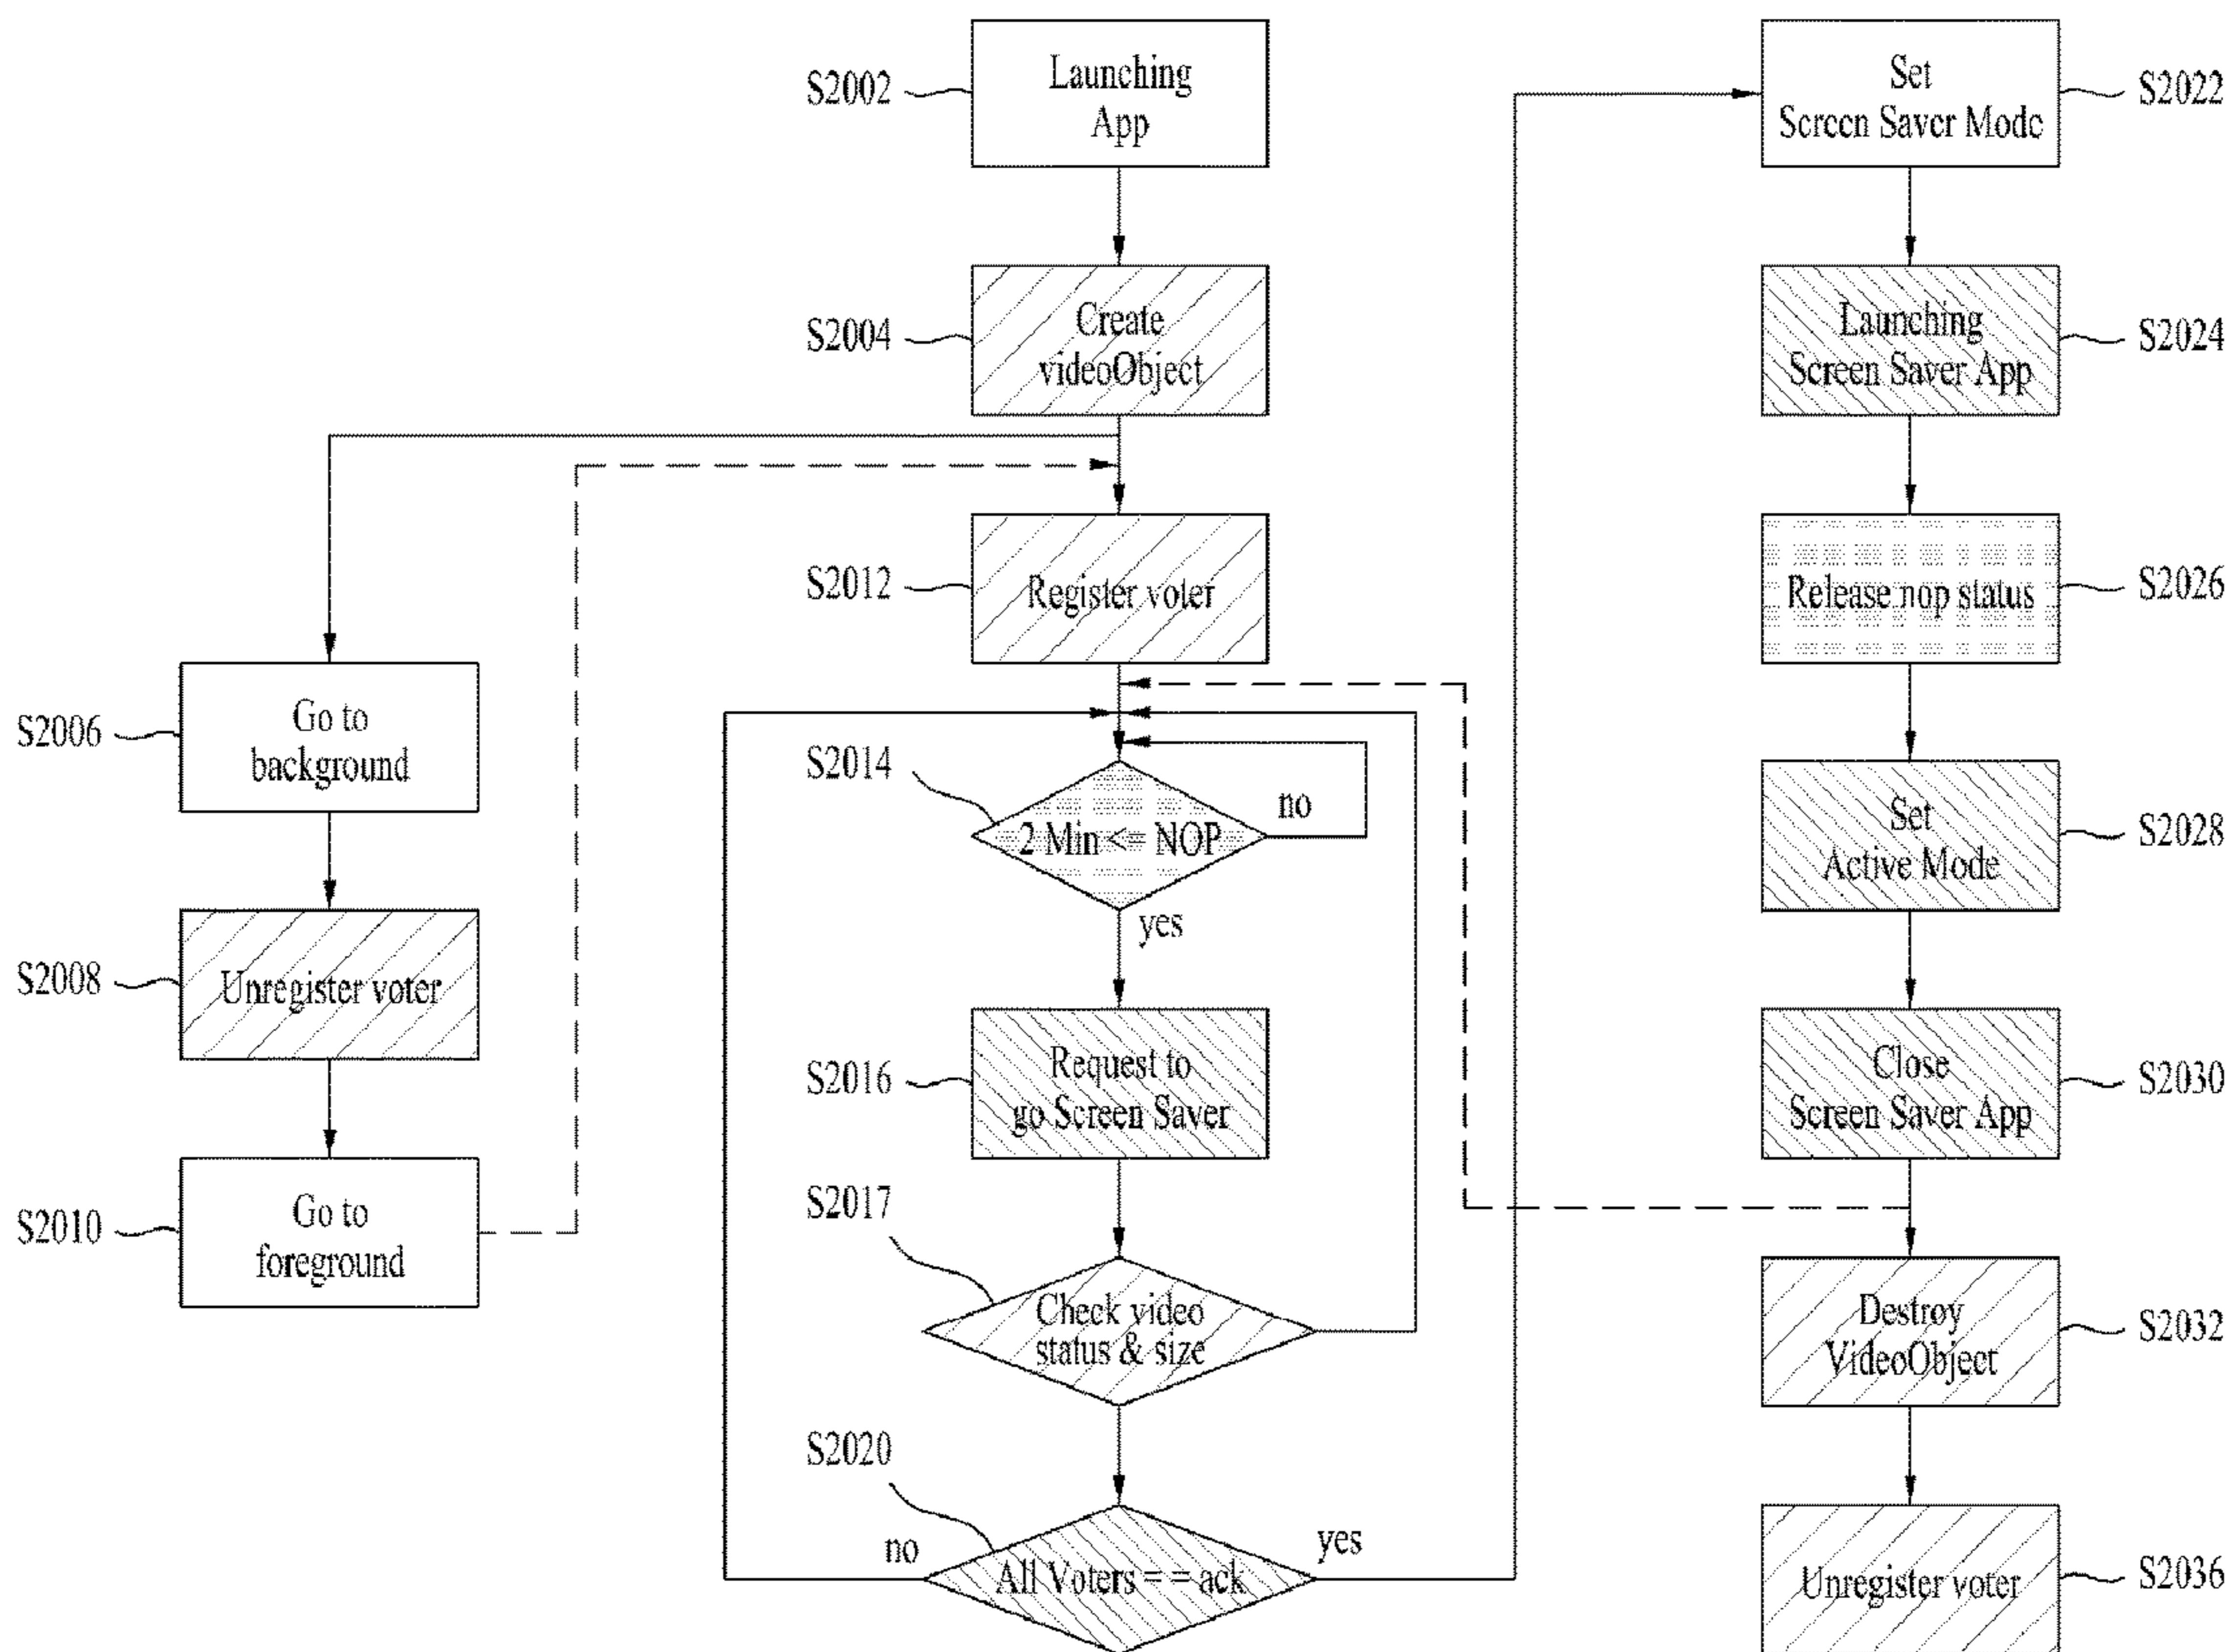 S2002
Launching
App
S2004
Create
videoObject
S2006
Go to
background
S2008
Unregister voter
S2010
Go to
foreground
S2012
Register voter
S2014
2 Min <= NOP
no
yes
S2016
Request to
go Screen Saver
S2017
Check video
status & size
S2020
All Voters = = ack
no
yes
Set
Screen Saver Mode
S2022
Launching
Screen Saver App
S2024
Release nop status
S2026
Set
Active Mode
S2028
Close
Screen Saver App
S2030
Destroy
VideoObject
S2032
Unregister voter
S2036